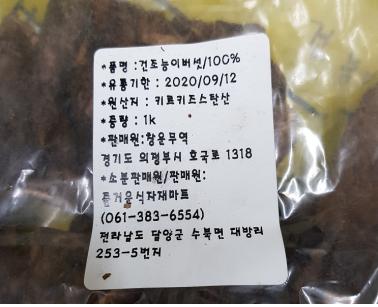 *품명 :건조능이버섯/100%
*유통기한 : 2020/09/12
*원산지 : 키르키즈스탄산
*중량 : 1k
*판매원:창운무역
경기도 의정부시 호국로 1318
*소분판매원/판매원:
즐거운식자재마트
(061-383-6554)
전라남도 담양군 수북면 대방리
253-5번지